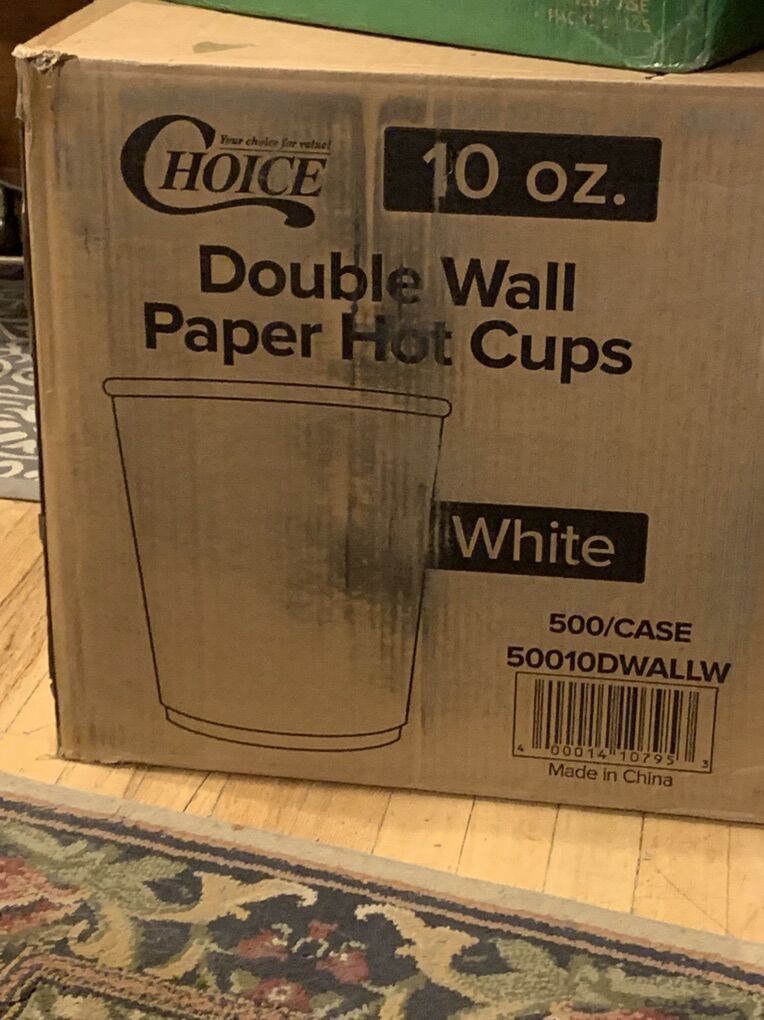 125
Your choice for value!
CHOICE
10 oz.
Double Wall
Paper Hot Cups
White
500/CASE
50010DWALLW
4 00014 10795 3
Made in China